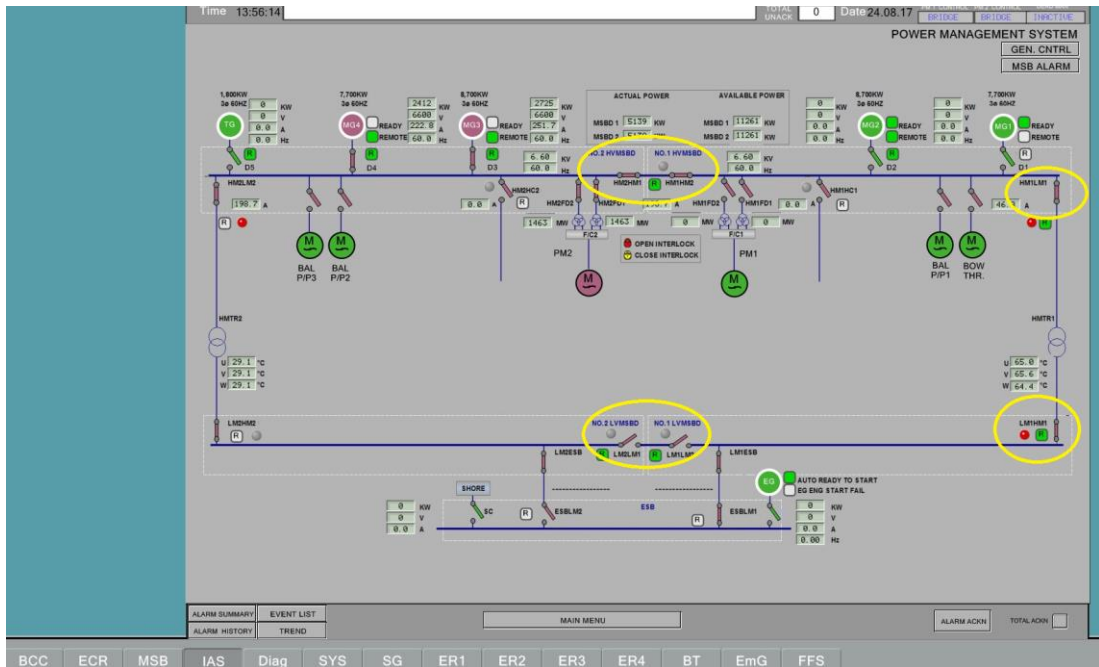 Time 13:56:14
TOTAL UNACK 0
Date 24.08.17
BRIDGE BRIDGE INACTIVE
POWER MANAGEMENT SYSTEM
GEN. CNTRL
MSB ALARM
1,800KW 3ø 60HZ 0 KW
0 V
0.0 A
0.0 Hz
TG
R
D5
7,700KW 3ø 60HZ 2412 KW
6600 V
222.8 A
60.0 Hz
MG4 READY
REMOTE
R
D4
8,700KW 3ø 60HZ 2725 KW
6600 V
251.7 A
60.0 Hz
MG3 READY
REMOTE
R
D3
ACTUAL POWER AVAILABLE POWER
MSBD 1 5139 KW MSBD 1 11261 KW
MSBD 2 KW MSBD 2 11261 KW
0 KW
0 V
0.0 A
0.0 Hz
8,700KW 3ø 60HZ
MG2 READY
REMOTE
R
D2
0 KW
0 V
0.0 A
0.0 Hz
7,700KW 3ø 60HZ
MG1 READY
REMOTE
R
D1
NO.2 HVMSBD NO.1 HVMSBD
6.60 KV
60.0 Hz
6.60 KV
60.0 Hz
HM2LM2 HM2HC2 HM2HM1 R HM1HM2 HM1HC1 HM1LM1
198.7 A
0.0 A R HM2FD2 HM2FD1 A HM1FD2 HM1FD1 0.0 A R
A
R
R
1463 MW 1463 MW 0 MW 0 MW
F/C2 F/C1
OPEN INTERLOCK
CLOSE INTERLOCK
PM2 PM1
M M M M M M
BAL P/P3
BAL P/P2
BAL P/P1
BOW THR.
HMTR2 HMTR1
U 29.1 °C
V 29.1 °C
W 29.1 °C
U 65.0 °C
V 65.6 °C
W 64.4 °C
LM2HM2
R
NO.2 LVMSBD NO.1 LVMSBD
LM1HM1
R
LM2ESB R LM2LM1 R LM1ESB
EG AUTO READY TO START
EG ENG START FAIL
SHORE
SC R ESBLM2 ESB R ESBLM1
0 KW
0 V
0.0 A
0 KW
0 V
0.0 A
0.00 Hz
ALARM SUMMARY EVENT LIST
ALARM HISTORY TREND
MAIN MENU
ALARM ACKN TOTAL ACKN
BCC ECR MSB IAS Diag SYS SG ER1 ER2 ER3 ER4 BT EmG FFS